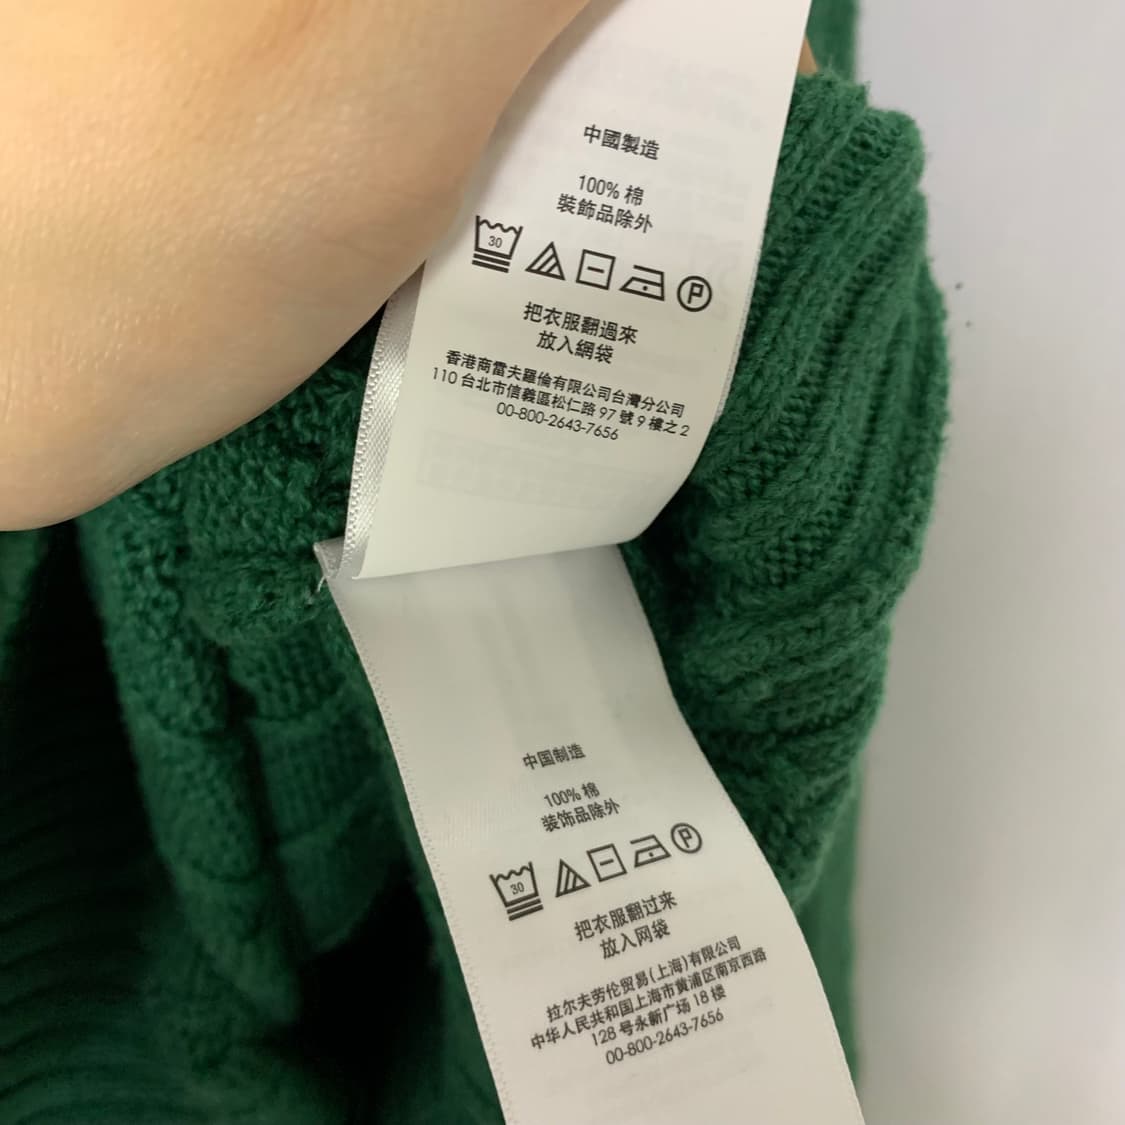 中國製造
100% 棉
裝飾品除外
30
P
把衣服翻過來
放入網袋
香港商雷夫羅倫有限公司台灣分公司
110 台北市信義區松仁路 97 號 9 樓之 2
00-800-2643-7656
中国制造
100% 棉
装饰品除外
30
P
把衣服翻过来
放入网袋
拉尔夫劳伦贸易(上海)有限公司
中华人民共和国上海市黄浦区南京西路
128 号永新广场 18 楼
00-800-2643-7656